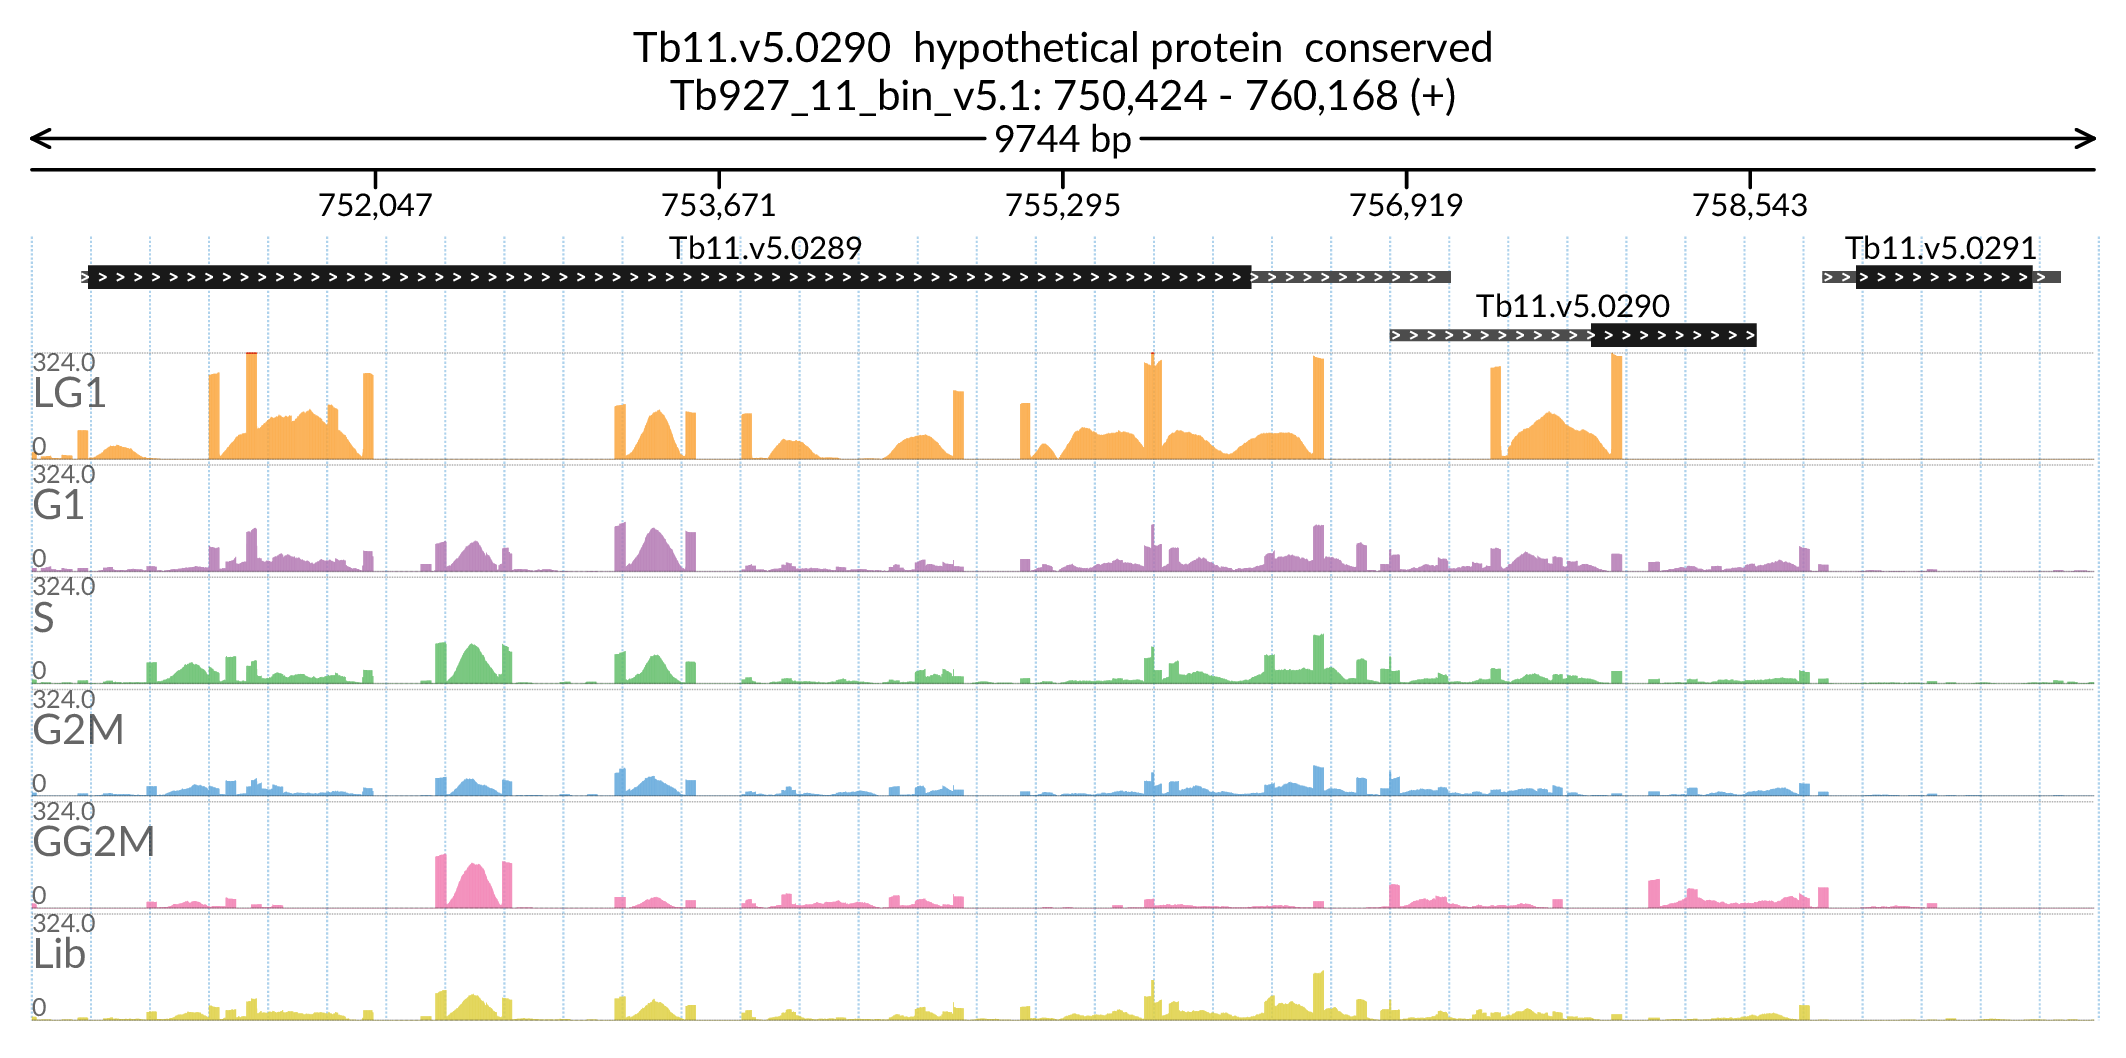 Tb11.v5.0290 hypothetical protein conserved
Tb927_11_bin_v5.1: 750,424 - 760,168 (+)
9744 bp
752,047 753,671 755,295 756,919 758,543
Tb11.v5.0289 Tb11.v5.0291
Tb11.v5.0290
324.0
LG1
0
324.0
G1
0
324.0
S
0
324.0
G2M
0
324.0
GG2M
0
324.0
Lib
0